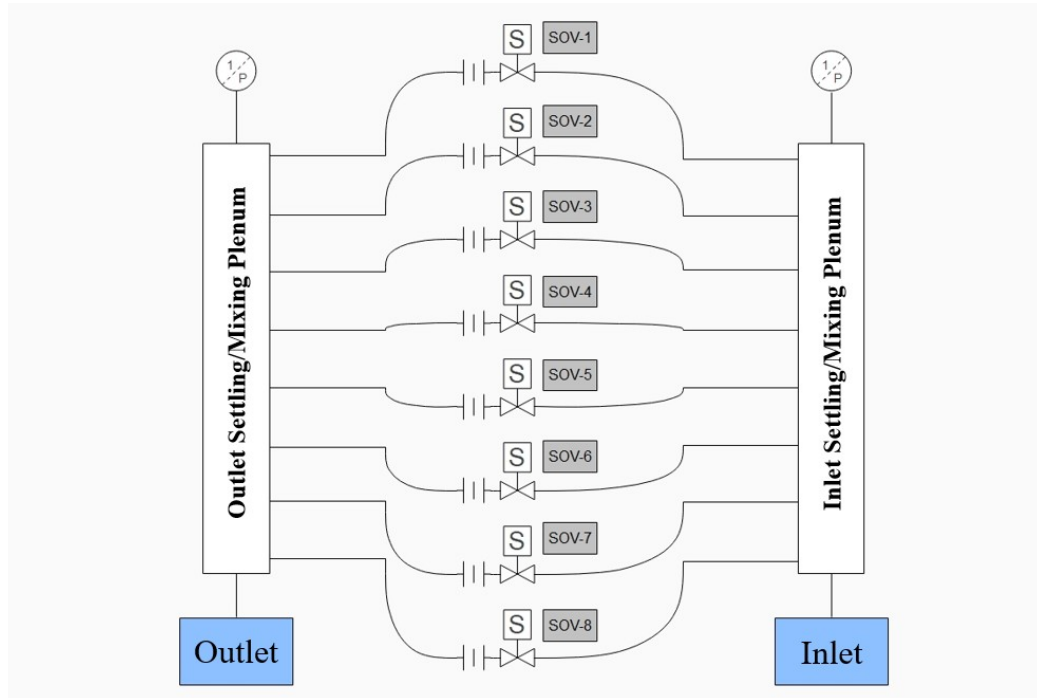 S SOV-1
1/P
1/P
S SOV-2
S SOV-3
S SOV-4
S SOV-5
S SOV-6
S SOV-7
S SOV-8
Outlet Settling/Mixing Plenum
Inlet Settling/Mixing Plenum
Outlet
Inlet